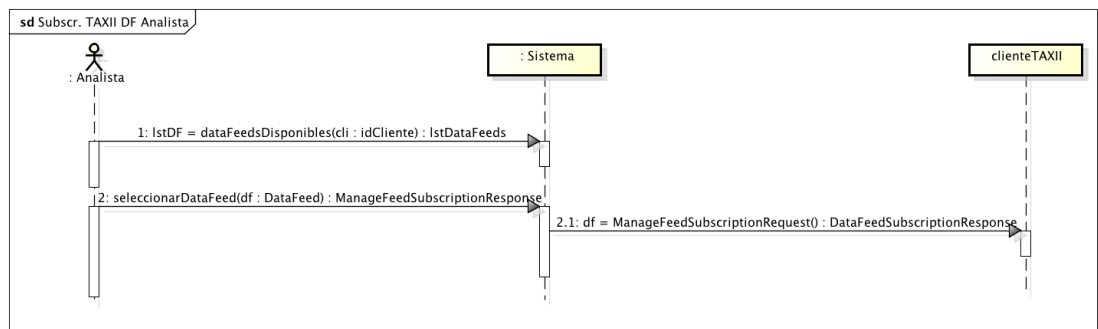 sd Subscr. TAXII DF Analista
: Analista
: Sistema
clienteTAXII
1: lstDF = dataFeedsDisponibles(cli : idCliente) : lstDataFeeds
2: seleccionarDataFeed(df : DataFeed) : ManageFeedSubscriptionResponse
2.1: df = ManageFeedSubscriptionRequest() : DataFeedSubscriptionResponse